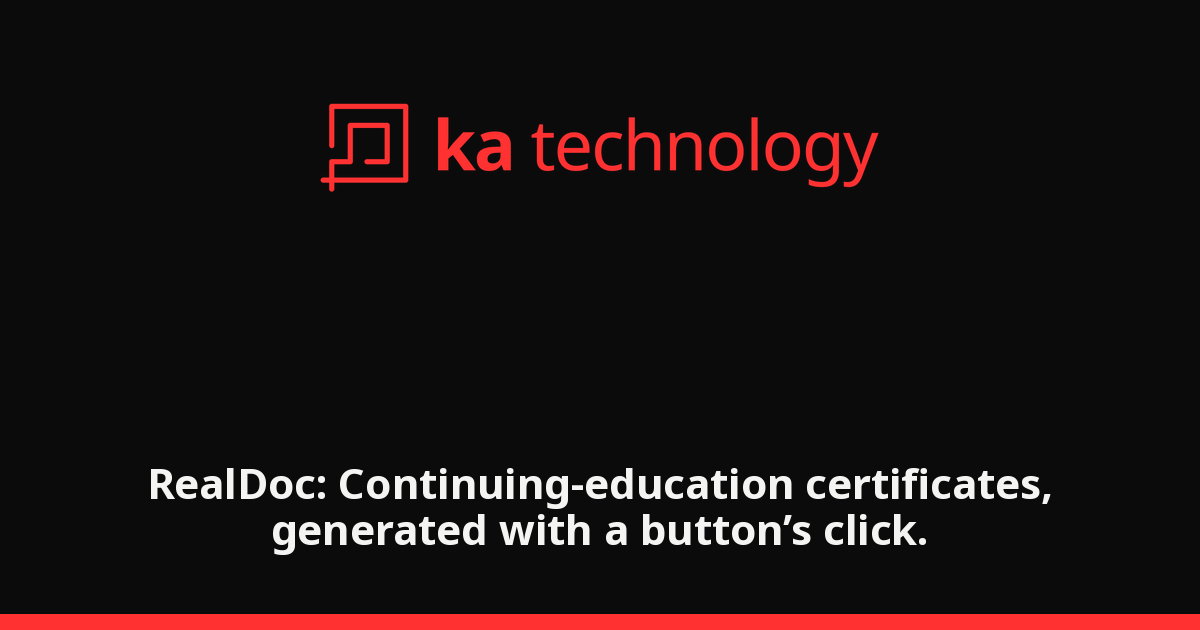 ka technology
RealDoc: Continuing-education certificates,
generated with a button’s click.